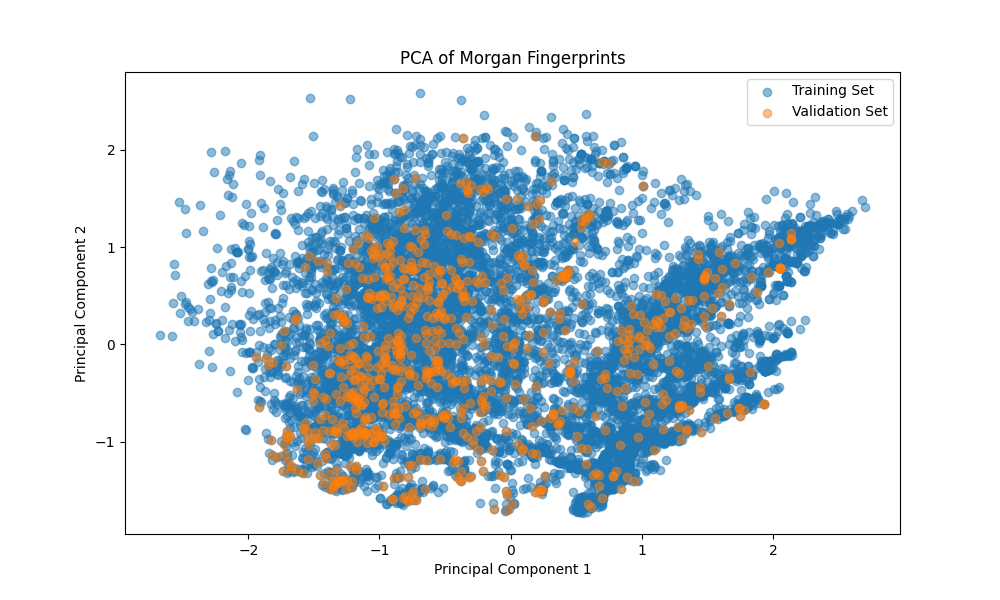 PCA of Morgan Fingerprints
Training Set
Validation Set
2
1
0
−1
Principal Component 2
−2
−1
0
1
2
Principal Component 1